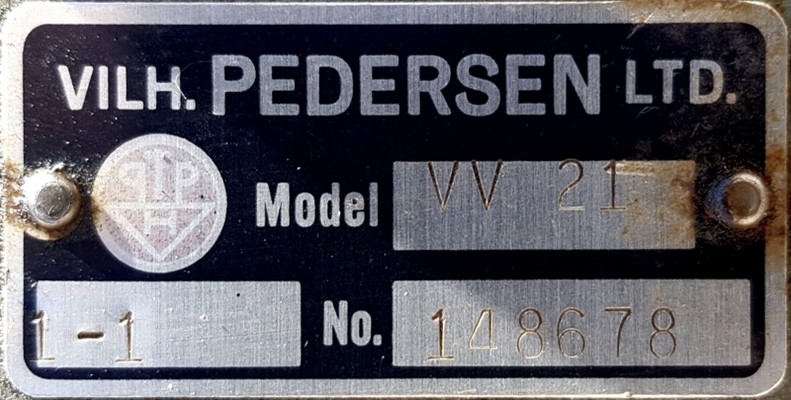 VILH. PEDERSEN LTD.
Model VV 21
1-1 No. 148678